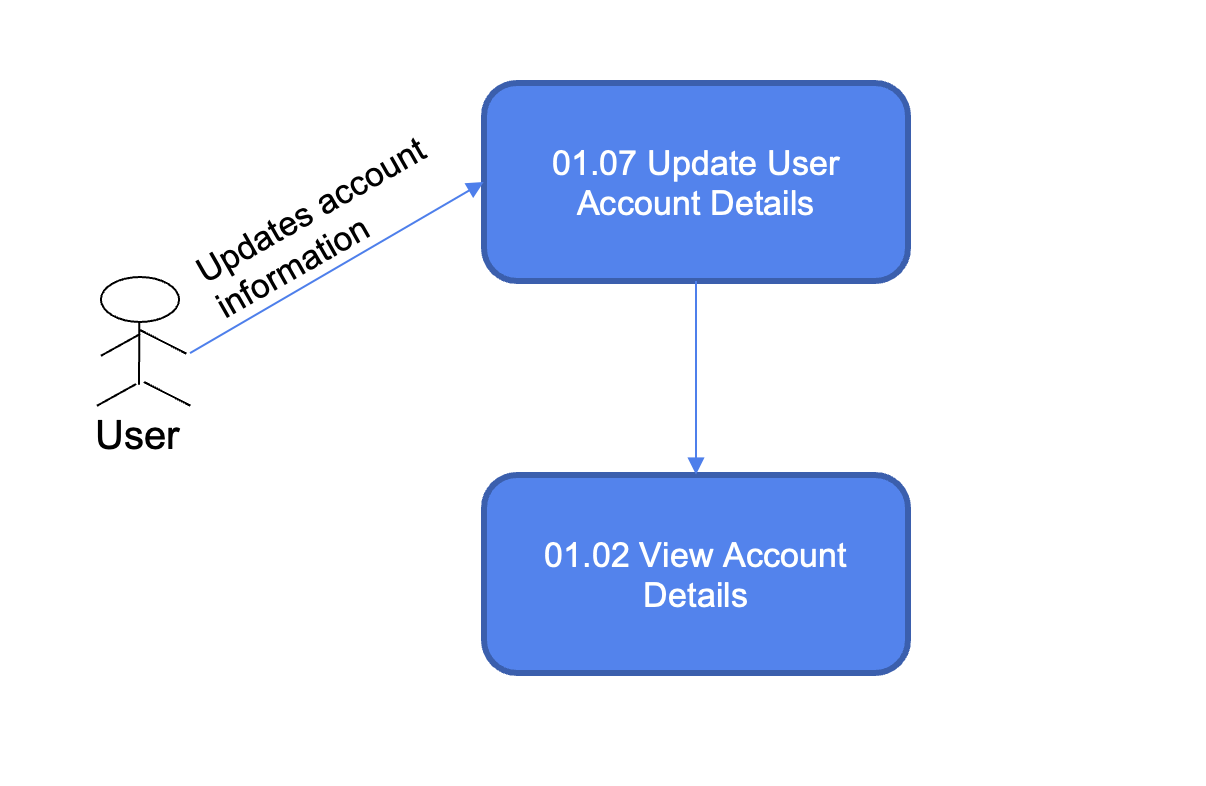 Updates account
information
01.07 Update User
Account Details
User
01.02 View Account
Details